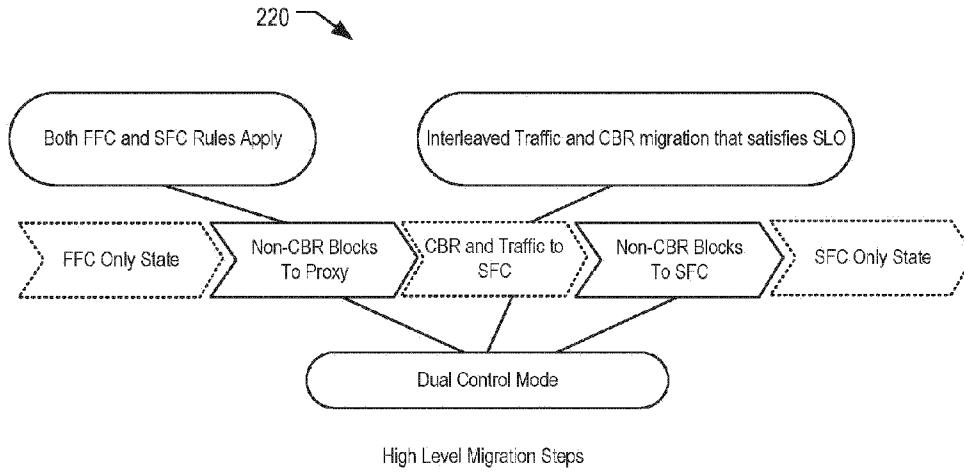 220
Both FFC and SFC Rules Apply
Interleaved Traffic and CBR migration that satisfies SLO
FFC Only State
Non-CBR Blocks
To Proxy
CBR and Traffic to
SFC
Non-CBR Blocks
To SFC
SFC Only State
Dual Control Mode
High Level Migration Steps